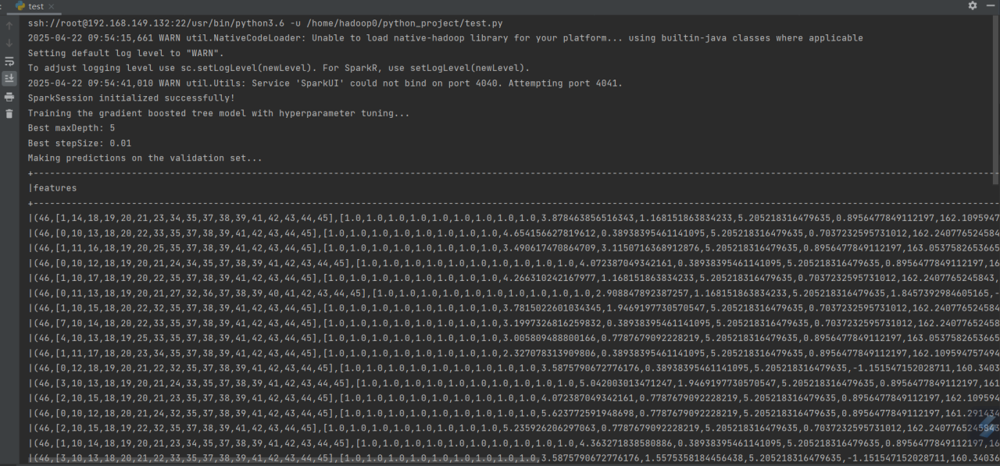 test
ssh://root@192.168.149.132:22/usr/bin/python3.6 -u /home/hadoop0/python_project/test.py
2025-04-22 09:54:15,661 WARN util.NativeCodeLoader: Unable to load native-hadoop library for your platform... using builtin-java classes where applicable
Setting default log level to "WARN".
To adjust logging level use sc.setLogLevel(newLevel). For SparkR, use setLogLevel(newLevel).
2025-04-22 09:54:41,010 WARN util.Utils: Service 'SparkUI' could not bind on port 4040. Attempting port 4041.
SparkSession initialized successfully!
Training the gradient boosted tree model with hyperparameter tuning...
Best maxDepth: 5
Best stepSize: 0.01
Making predictions on the validation set...
|features
|(46,[1,14,18,19,20,21,23,34,35,37,38,39,41,42,43,44,45],[1.0,1.0,1.0,1.0,1.0,1.0,1.0,1.0,1.0,1.0,3.878463856516343,1.168151863834233,5.205218316479635,0.8956477849112197,162.1095947
|(46,[0,10,13,18,20,22,33,35,37,38,39,41,42,43,44,45],[1.0,1.0,1.0,1.0,1.0,1.0,1.0,1.0,1.0,4.654156627819612,0.38938395461141095,5.205218316479635,0.7037232595731012,162.2407765245 84
|(46,[1,11,16,18,19,20,25,35,37,38,39,41,42,43,44,45],[1.0,1.0,1.0,1.0,1.0,1.0,1.0,1.0,1.0,3.490617470864709,3.1150716368912876,5.205218316479635,0.8956477849112197,163.0537582653665
|(46,[0,10,12,18,19,20,21,24,34,35,37,38,39,41,42,43,44,45],[1.0,1.0,1.0,1.0,1.0,1.0,1.0,1.0,1.0,1.0,1.0,4.072387049342161,0.38938395461141095,5.205218316479635,0.8956477849112197,16
|(46,[1,10,17,18,19,20,22,35,37,38,39,41,42,43,44,45],[1.0,1.0,1.0,1.0,1.0,1.0,1.0,1.0,1.0,4.266310242167977,1.168151863834233,5.205218316479635,0.7037232595731012,162.2407765245843,
|(46,[0,11,13,18,19,20,21,27,32,36,37,38,39,40,41,42,43,44,45],[1.0,1.0,1.0,1.0,1.0,1.0,1.0,1.0,1.0,1.0,1.0,2.908847892387257,1.168151863834233,5.205218316479635,1.8457392984605165,-
|(46,[1,10,15,18,20,22,32,35,37,38,39,41,42,43,44,45],[1.0,1.0,1.0,1.0,1.0,1.0,1.0,1.0,1.0,3.7815022601034345,1.9469197730570547,5.205218316479635,0.7037232595731012,162.240776524584
|(46,[7,10,14,18,20,22,33,35,37,38,39,41,42,43,44,45],[1.0,1.0,1.0,1.0,1.0,1.0,1.0,1.0,1.0,3.1997326816259832,0.38938395461141095,5.205218316479635,0.7037232595731012,162.24077652458
|(46,[4,10,13,18,19,25,33,35,37,38,39,41,42,43,44,45],[1.0,1.0,1.0,1.0,1.0,1.0,1.0,1.0,1.0,3.005809488800166,0.7787679092228219,5.205218316479635,0.8956477849112197,163.0537582653665
|(46,[1,11,17,18,20,23,34,35,37,38,39,41,42,43,44,45],[1.0,1.0,1.0,1.0,1.0,1.0,1.0,1.0,1.0,2.327078313909806,0.38938395461141095,5.205218316479635,0.8956477849112197,162.109594757494
|(46,[0,12,18,19,20,21,22,32,35,37,38,39,41,42,43,44,45],[1.0,1.0,1.0,1.0,1.0,1.0,1.0,1.0,1.0,1.0,3.5875790672776176,0.38938395461141095,5.205218316479635,-1.151547152028711,160.3403
|(46,[3,10,13,18,19,20,21,24,33,35,37,38,39,41,42,43,44,45],[1.0,1.0,1.0,1.0,1.0,1.0,1.0,1.0,1.0,1.0,1.0,5.042003013471247,1.9469197730570547,5.205218316479635,0.8956477849112197,161
|(46,[2,10,15,18,19,20,21,23,35,37,38,39,41,42,43,44,45],[1.0,1.0,1.0,1.0,1.0,1.0,1.0,1.0,1.0,1.0,4.072387049342161,0.7787679092228219,5.205218316479635,0.8956477849112197,162.109594
|(46,[0,10,12,18,20,21,24,32,35,37,38,39,41,42,43,44,45],[1.0,1.0,1.0,1.0,1.0,1.0,1.0,1.0,1.0,1.0,5.623772591948698,0.7787679092228219,5.205218316479635,0.8956477849112197,161.291434
|(46,[2,10,15,18,19,22,32,35,37,38,39,41,42,43,44,45],[1.0,1.0,1.0,1.0,1.0,1.0,1.0,1.0,1.0,5.235926206297063,0.7787679092228219,5.205218316479635,0.7037232595731012,162.2407765245843
|(46,[1,10,14,18,19,20,21,23,34,35,37,38,39,41,42,43,44,45],[1.0,1.0,1.0,1.0,1.0,1.0,1.0,1.0,1.0,1.0,1.0,4.363271838580886,0.38938395461141095,5.205218316479635,0.8956477849112197,16
|(46,[3,10,13,18,20,21,22,33,35,37,38,39,41,42,43,44,45],[1.0,1.0,1.0,1.0,1.0,1.0,1.0,1.0,1.0,1.0,3.5875790672776176,1.5575358184456438,5.205218316479635,-1.151547152028711,160.34036